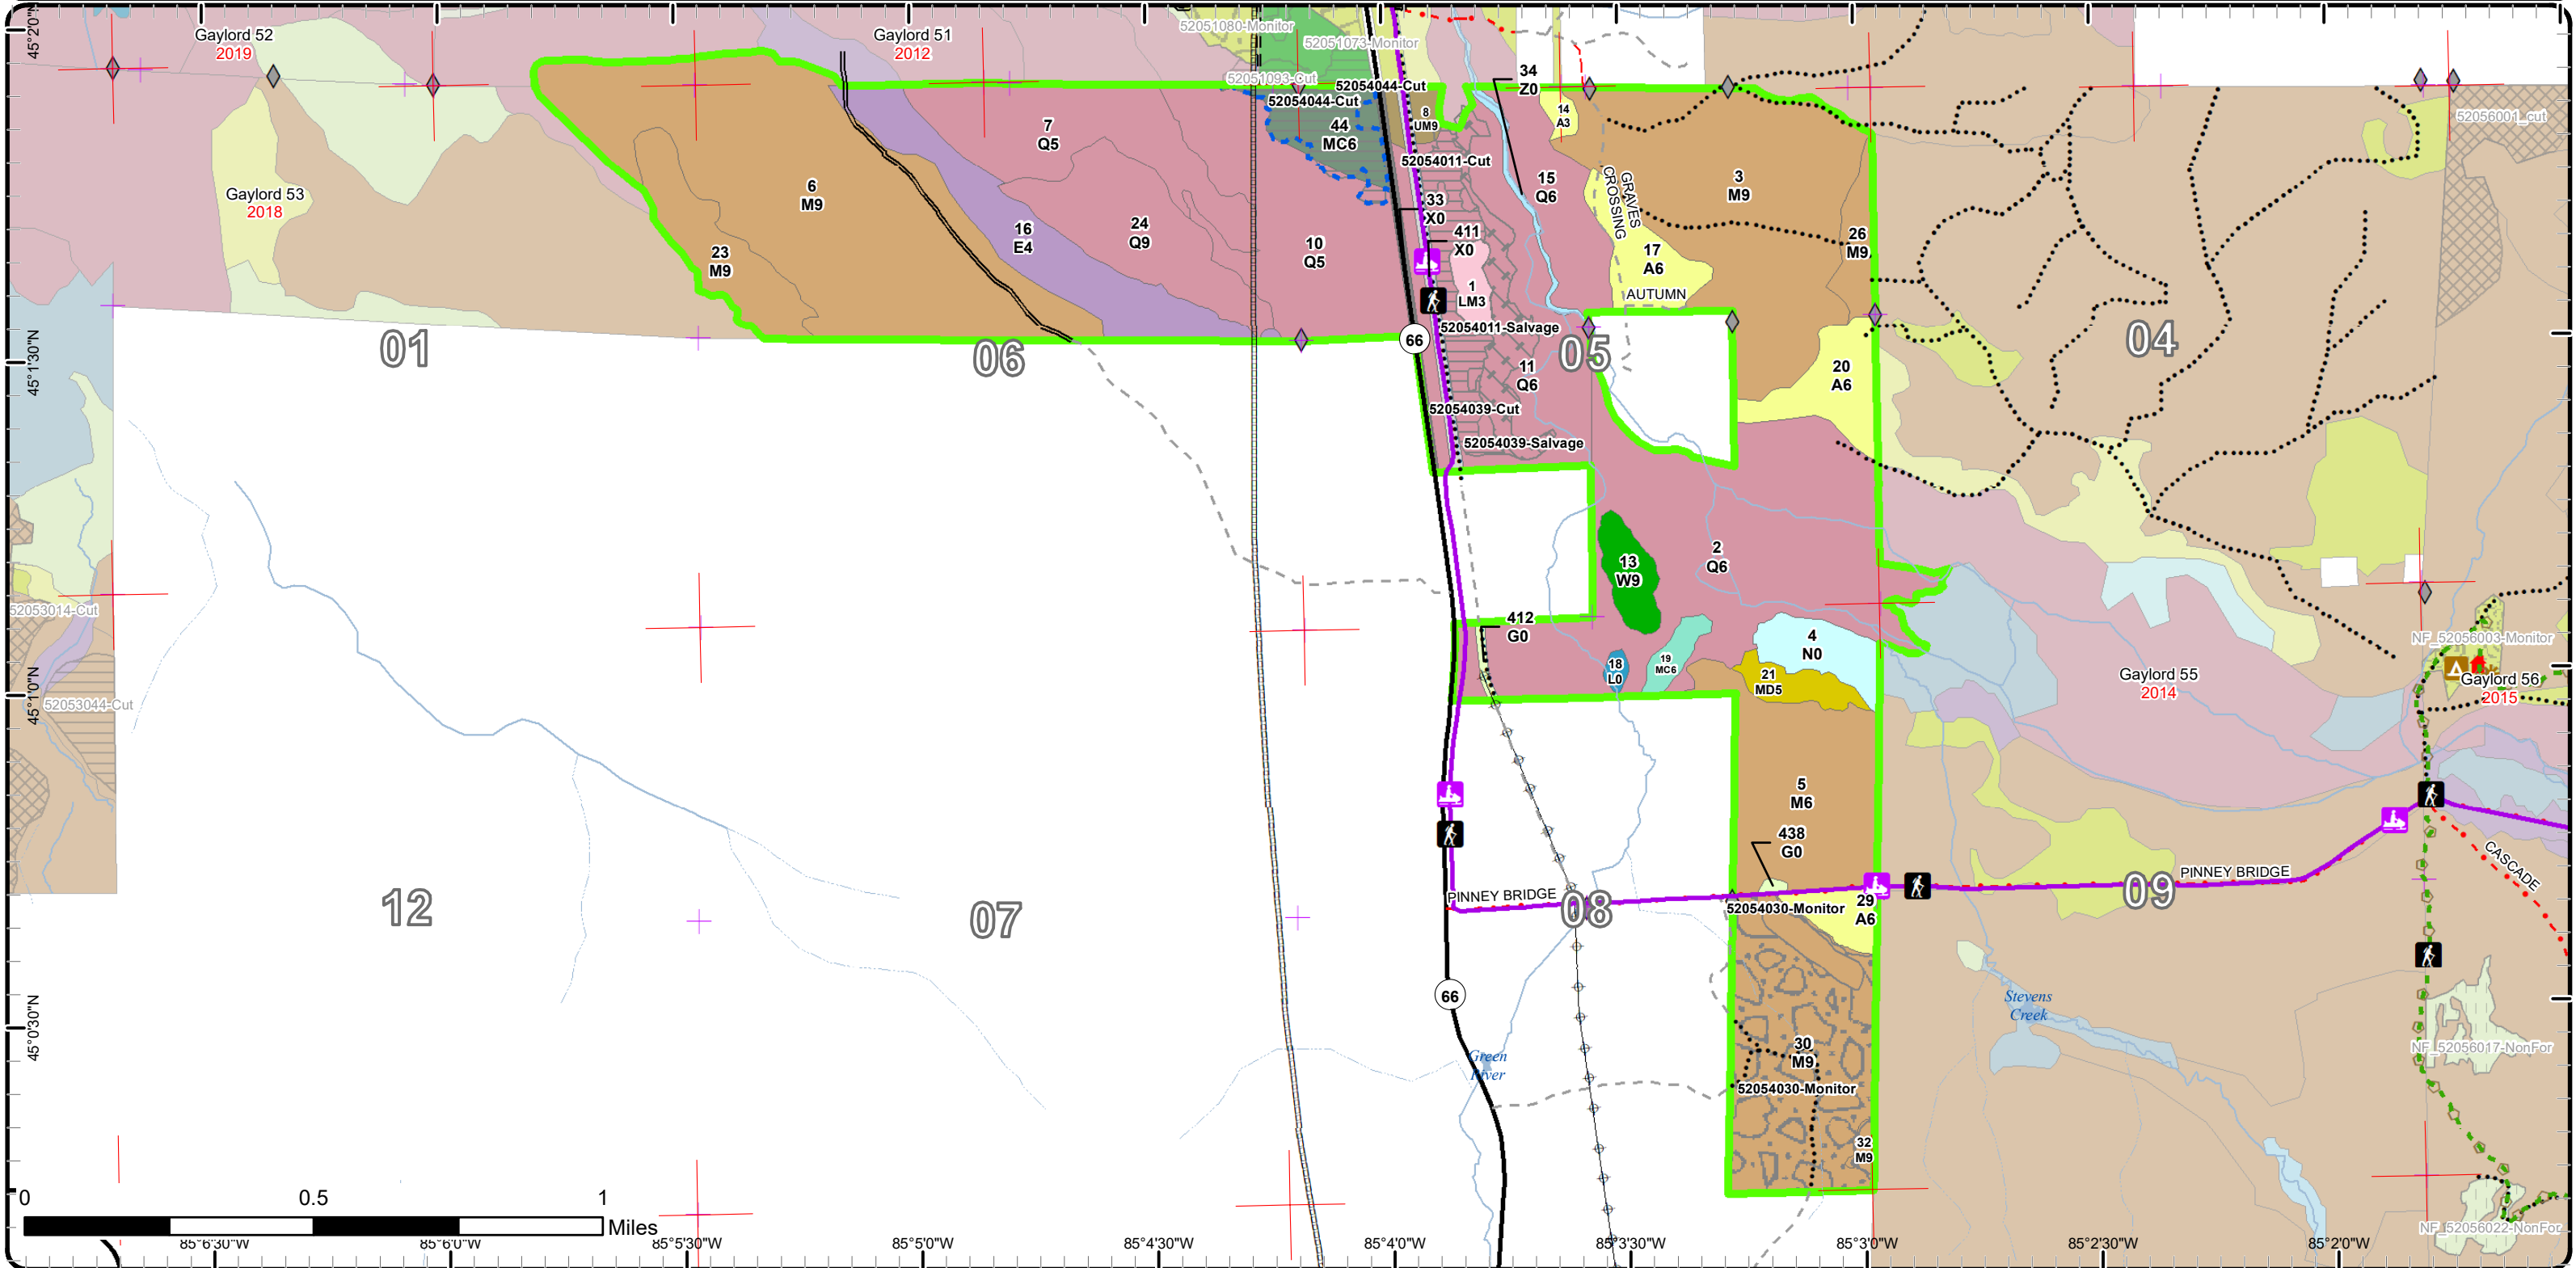 45°2'0"N
45°1'30"N
45°1'0"N
45°0'30"N
Gaylord 52
2019
Gaylord 51
2012
52051080-Monitor
52051073-Monitor
52051093-Cut
52054044-Cut
52054044-Cut
44
MC6
8
UM9
34
Z0
14
A3
52056001_cut
7
Q5
6
M9
Gaylord 53
2018
52054011-Cut
15
Q6
3
M9
GRAVES
CROSSING
33
X0
411
X0
16
E4
24
Q9
10
Q5
23
M9
17
A6
26
M9
1
LM3
AUTUMN
52054011-Salvage
01
06
66
05
04
11
Q6
20
A6
52054039-Cut
52054039-Salvage
13
W9
2
Q6
52053014-Cut
412
G0
4
N0
NF_52056003-Monitor
18
L0
19
MC6
21
MD5
Gaylord 55
2014
Gaylord 56
2015
52053044-Cut
5
M6
438
G0
PINNEY BRIDGE
PINNEY BRIDGE
CASCADE
12
07
08
09
52054030-Monitor
29
A6
66
Stevens
Creek
Green
River
30
M9
52054030-Monitor
NF_52056017-NonFor
32
M9
NF_52056022-NonFor
0
0.5
1
Miles
85°6'30"W
85°6'0"W
85°5'30"W
85°5'0"W
85°4'30"W
85°4'0"W
85°3'30"W
85°3'0"W
85°2'30"W
85°2'0"W